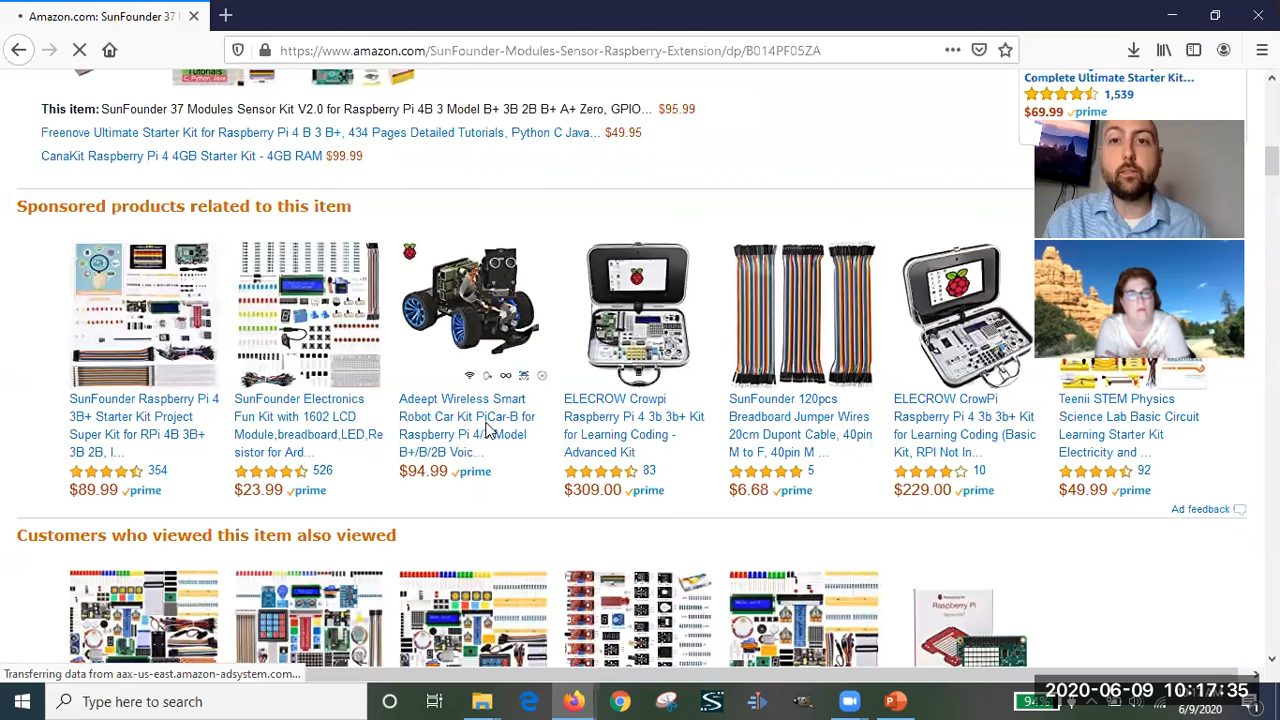 Amazon.com: SunFounder 37
https://www.amazon.com/SunFounder-Modules-Sensor-Raspberry-Extension/dp/B014PF05ZA
Tutorials
C, Python, Java
Complete Ultimate Starter Kit...
1,539
$69.99 prime
This item: SunFounder 37 Modules Sensor Kit V2.0 for Raspberry Pi 4B 3 Model B+ 3B 2B B+ A+ Zero, GPIO... $95.99
Freenove Ultimate Starter Kit for Raspberry Pi 4 B 3 B+, 434 Pages Detailed Tutorials, Python C Java... $49.95
CanaKit Raspberry Pi 4 4GB Starter Kit - 4GB RAM $99.99
Sponsored products related to this item
SunFounder Raspberry Pi 4
3B+ Starter Kit Project
Super Kit for RPi 4B 3B+
3B 2B, I...
354
$89.99 prime
SunFounder Electronics
Fun Kit with 1602 LCD
Module,breadboard,LED,Re
sistor for Ard...
526
$23.99 prime
Adeept Wireless Smart
Robot Car Kit PiCar-B for
Raspberry Pi 4/ Model
B+/B/2B Voic...
$94.99 prime
ELECROW Crowpi
Raspberry Pi 4 3b 3b+ Kit
for Learning Coding -
Advanced Kit
83
$309.00 prime
SunFounder 120pcs
Breadboard Jumper Wires
20cm Dupont Cable, 40pin
M to F, 40pin M ...
5
$6.68 prime
ELECROW CrowPi
Raspberry Pi 4 3b 3b+ Kit
for Learning Coding (Basic
Kit, RPI Not In...
10
$229.00 prime
Teenii STEM Physics
Science Lab Basic Circuit
Learning Starter Kit
Electricity and ...
92
$49.99 prime
Ad feedback
Customers who viewed this item also viewed
Raspberry Pi
Transferring data from aax-us-east.amazon-adsystem.com...
Type here to search
94%
2020-06-09 10:17:35
6/9/2020